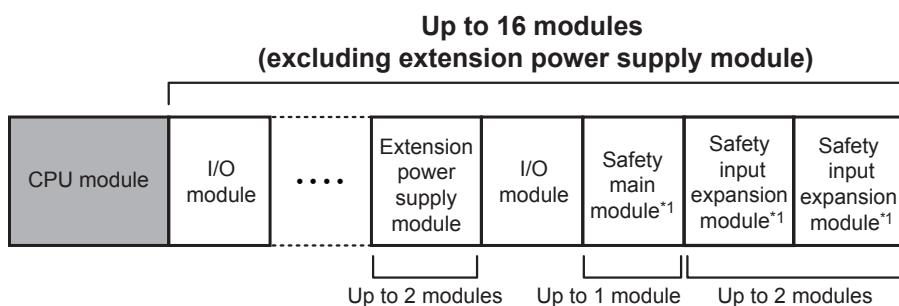 Up to 16 modules
(excluding extension power supply module)
CPU module
I/O
module
....
Extension
power
supply
module
I/O
module
Safety
main
module*1
Safety
input
expansion
module*1
Safety
input
expansion
module*1
Up to 2 modules
Up to 1 module
Up to 2 modules